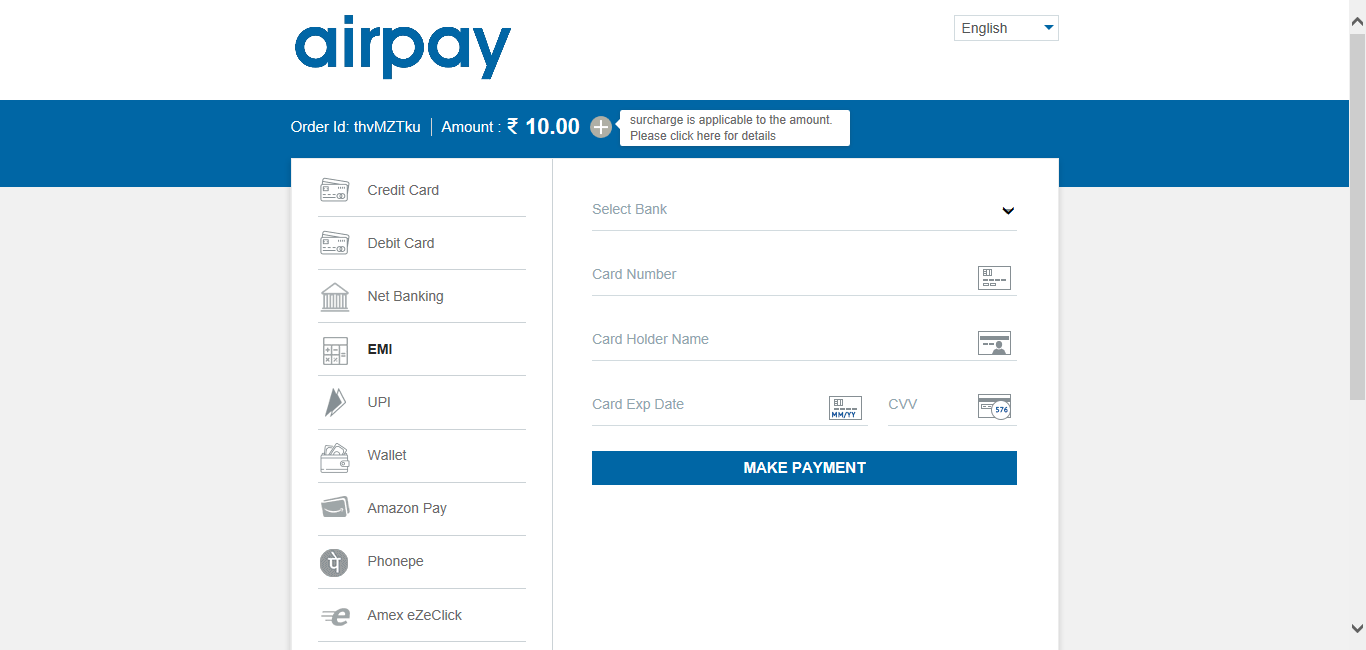 airpay
English
Order Id: thvMZTku
Amount : ₹ 10.00
surcharge is applicable to the amount.
Please click here for details
Credit Card
Debit Card
Net Banking
EMI
UPI
Wallet
Amazon Pay
पे
Phonepe
e
Amex eZeClick
Select Bank
Card Number
Card Holder Name
Card Exp Date
MM/YY
CVV
576
MAKE PAYMENT